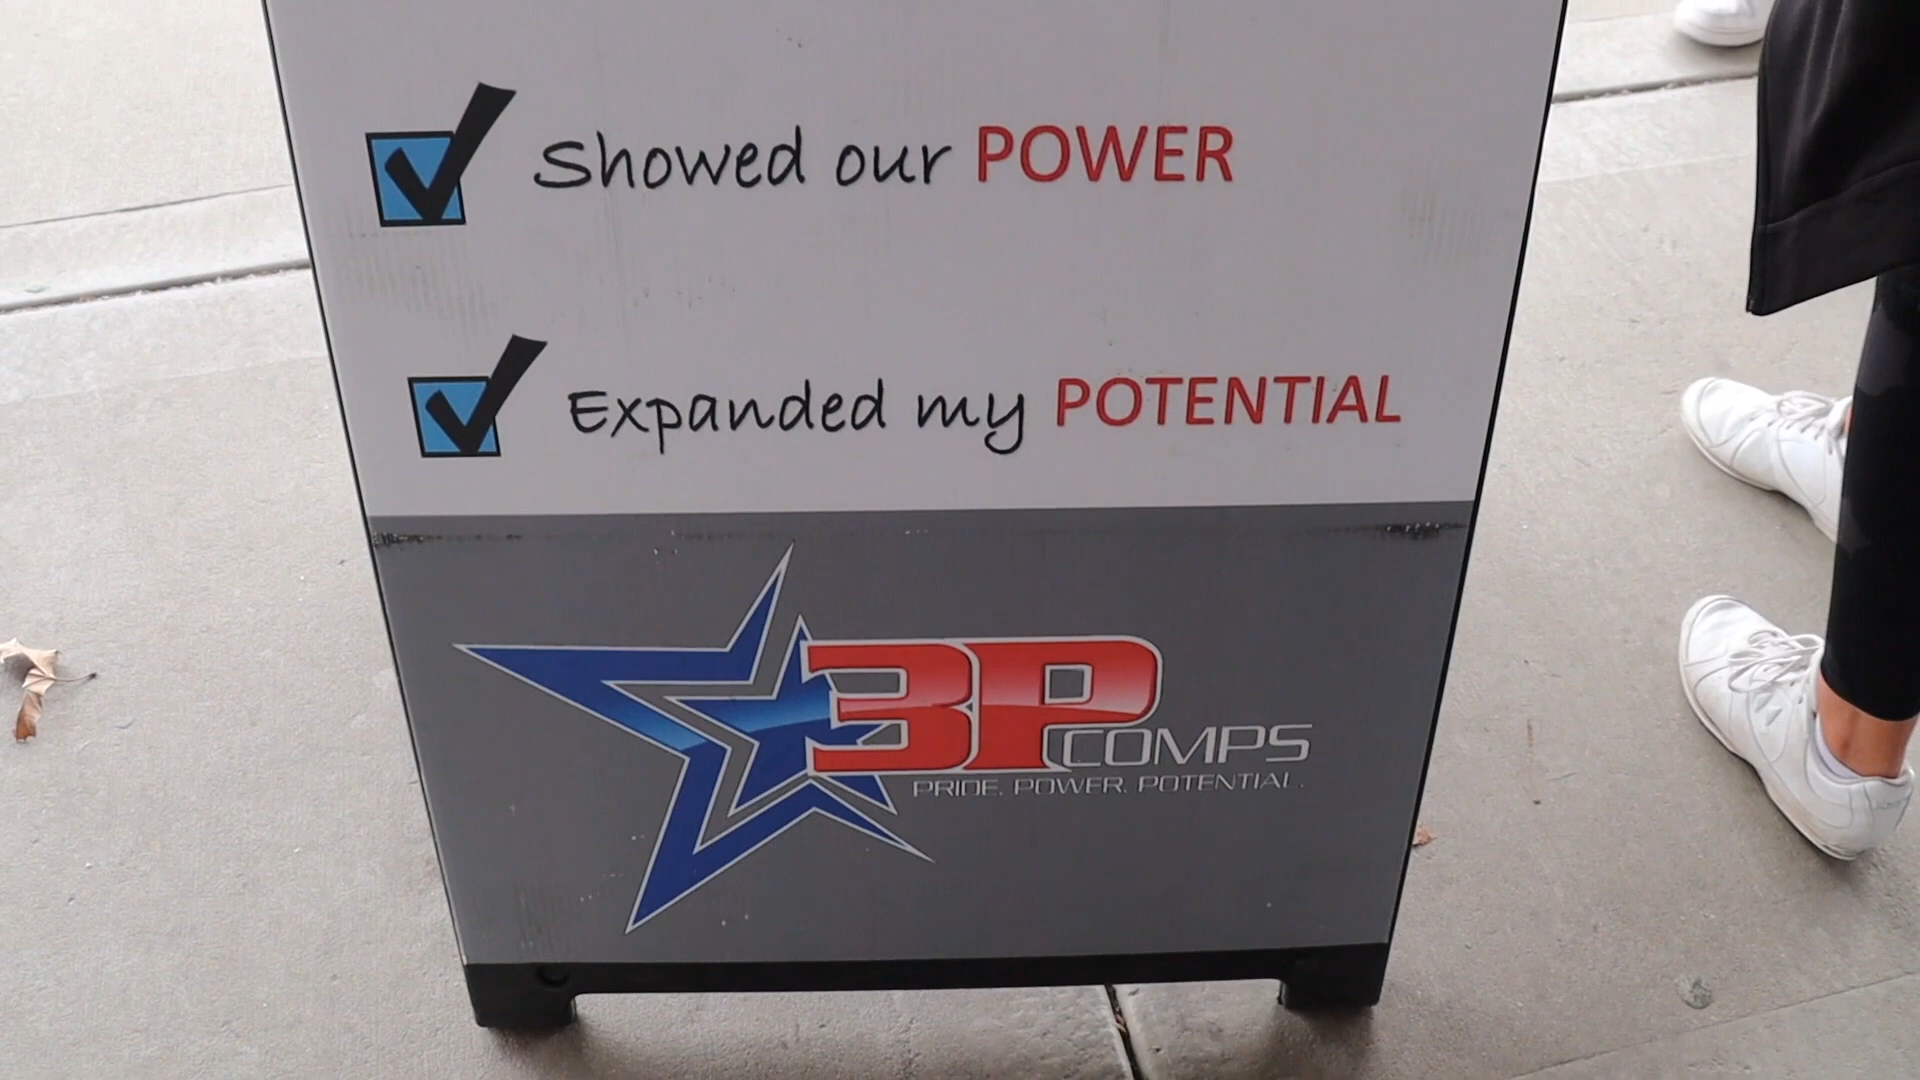 Showed our POWER
Expanded my POTENTIAL
3P COMPS
PRIDE. POWER. POTENTIAL.